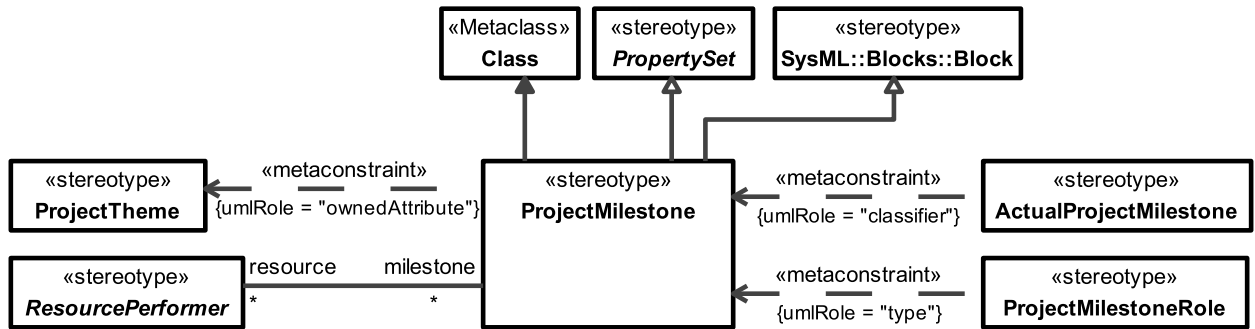 «Metaclass»
Class
«stereotype»
PropertySet
«stereotype»
SysML::Blocks::Block
«stereotype»
ProjectTheme
«metaconstraint»
{umlRole = "ownedAttribute"}
«stereotype»
ProjectMilestone
«metaconstraint»
{umlRole = "classifier"}
«stereotype»
ActualProjectMilestone
«stereotype»
ResourcePerformer
resource
*
milestone
*
«metaconstraint»
{umlRole = "type"}
«stereotype»
ProjectMilestoneRole